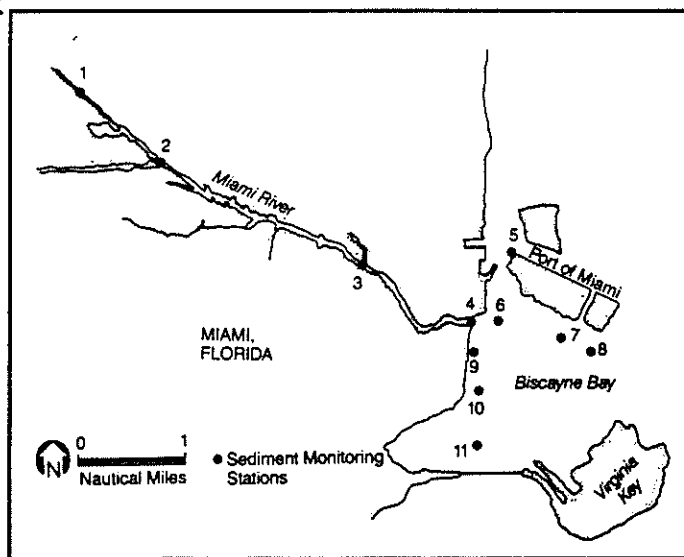 1
2
Miami River
5
Port of Miami
3
4
6
MIAMI,
FLORIDA
7
8
9
Biscayne Bay
10
0
1
11
● Sediment Monitoring
Stations
N
Nautical Miles
Virginia
Key